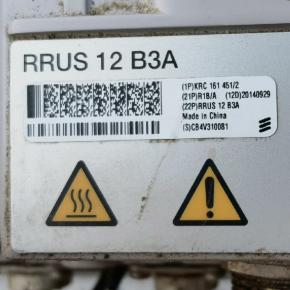 RRUS 12 B3A
(1P)KRC 161 451/2
(21P)R1B/A (12D)20140929
(22P)RRUS 12 B3A
Made in China
(S)CB4V310081